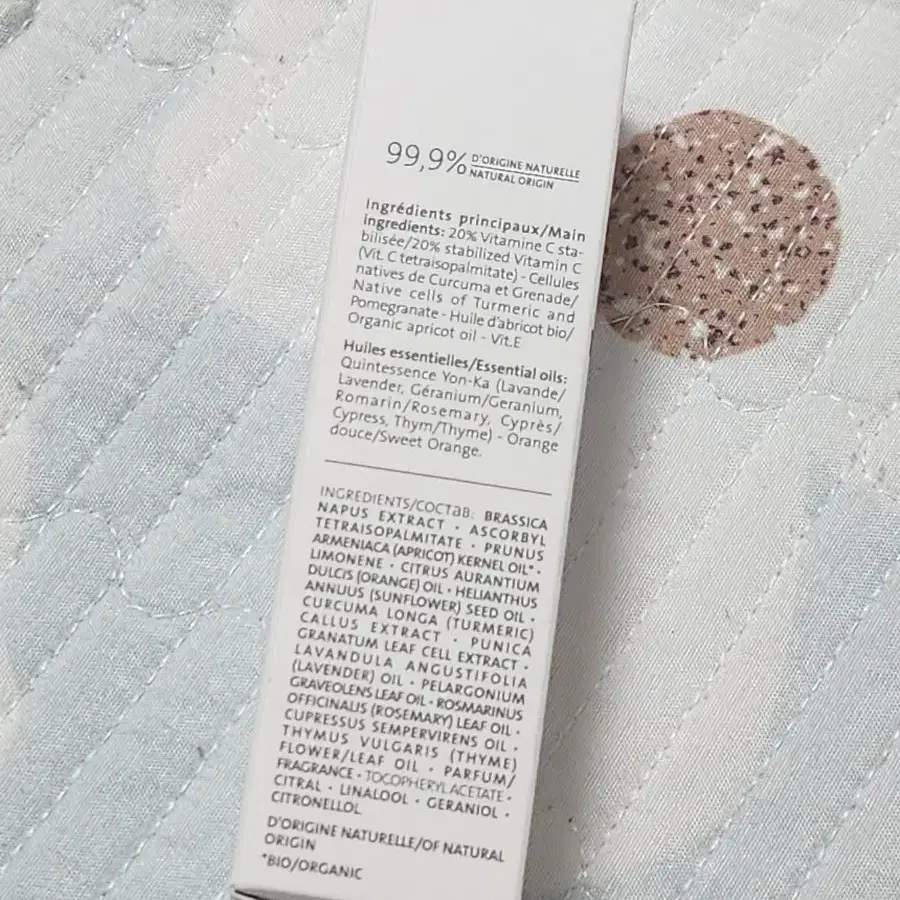 99,9% D'ORIGINE NATURELLE
NATURAL ORIGIN
Ingrédients principaux/Main
ingredients: 20% Vitamine C sta-
bilisée/20% stabilized Vitamin C
(Vit. C tetraisopalmitate) - Cellules
natives de Curcuma et Grenade/
Native cells of Turmeric and
Pomegranate - Huile d'abricot bio/
Organic apricot oil - Vit.E
Huiles essentielles/Essential oils:
Quintessence Yon-Ka (Lavande/
Lavender, Géranium/Geranium,
Romarin/Rosemary, Cyprès/
Cypress, Thym/Thyme) - Orange
douce/Sweet Orange.
INGREDIENTS/COCTaB: BRASSICA
NAPUS EXTRACT • ASCORBYL
TETRAISOPALMITATE • PRUNUS
ARMENIACA (APRICOT) KERNEL OIL* •
LIMONENE • CITRUS AURANTIUM
DULCIS (ORANGE) OIL • HELIANTHUS
ANNUUS (SUNFLOWER) SEED OIL •
CURCUMA LONGA (TURMERIC)
CALLUS EXTRACT • PUNICA
GRANATUM LEAF CELL EXTRACT •
LAVANDULA ANGUSTIFOLIA
(LAVENDER) OIL • PELARGONIUM
GRAVEOLENS LEAF OIL • ROSMARINUS
OFFICINALIS (ROSEMARY) LEAF OIL •
CUPRESSUS SEMPERVIRENS OIL •
THYMUS VULGARIS (THYME)
FLOWER/LEAF OIL • PARFUM/
FRAGRANCE • TOCOPHERYL ACETATE •
CITRAL • LINALOOL • GERANIOL •
CITRONELLOL
D'ORIGINE NATURELLE/OF NATURAL
ORIGIN
*BIO/ORGANIC